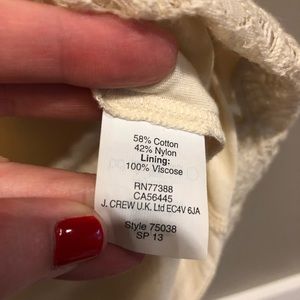 58% Cotton
42% Nylon
Lining:
100% Viscose
RN77388
CA56445
J. CREW U.K. Ltd EC4V 6JA
Style 75038
SP 13